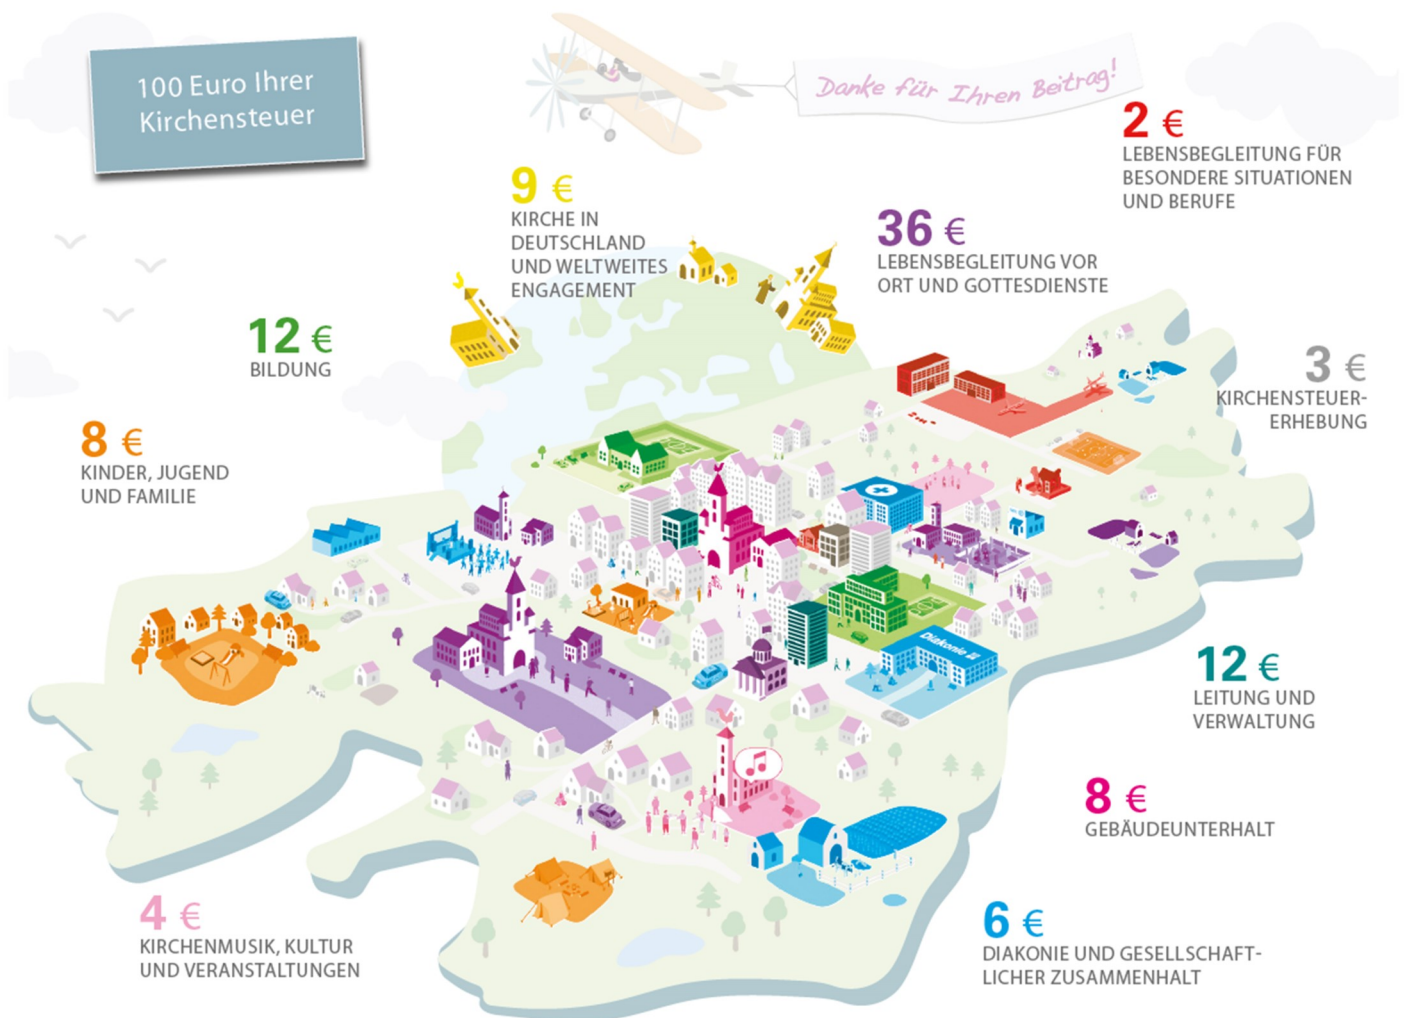 100 Euro Ihrer
Kirchensteuer
Danke für Ihren Beitrag!
2 €
LEBENSBEGLEITUNG FÜR
BESONDERE SITUATIONEN
UND BERUFE
9 €
KIRCHE IN
DEUTSCHLAND
UND WELTWEITES
ENGAGEMENT
36 €
LEBENSBEGLEITUNG VOR
ORT UND GOTTESDIENSTE
12 €
BILDUNG
3 €
KIRCHENSTEUER-
ERHEBUNG
8 €
KINDER, JUGEND
UND FAMILIE
Diakonie
12 €
LEITUNG UND
VERWALTUNG
8 €
GEBÄUDEUNTERHALT
4 €
KIRCHENMUSIK, KULTUR
UND VERANSTALTUNGEN
6 €
DIAKONIE UND GESELLSCHAFT-
LICHER ZUSAMMENHALT